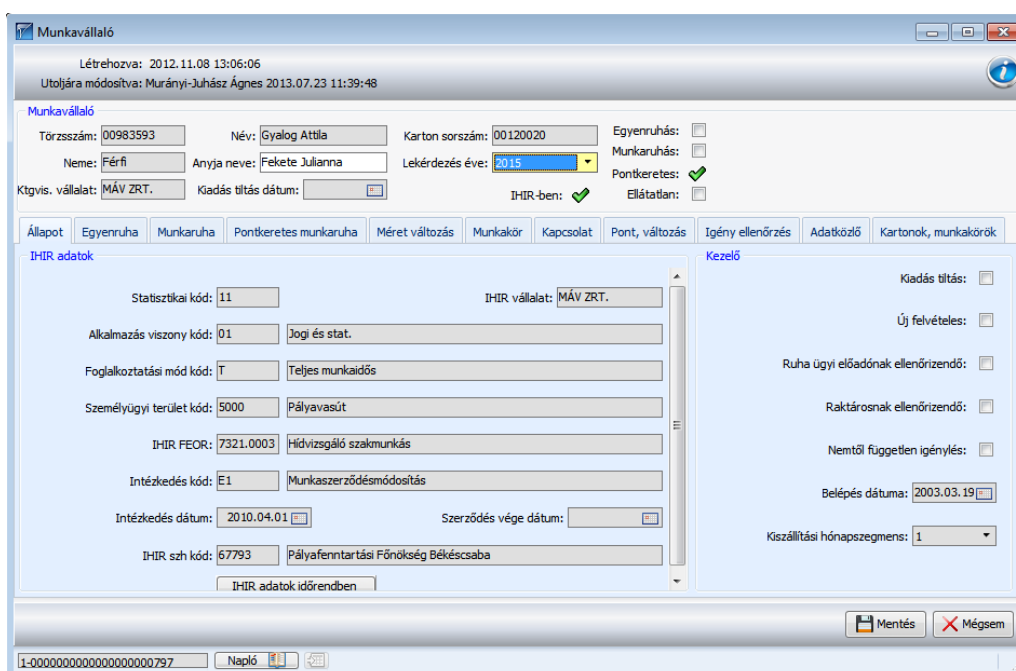 Munkavállaló
Létrehozva: 2012.11.08 13:06:06
Utoljára módosítva: Murányi-Juhász Ágnes 2013.07.23 11:39:48
Munkavállaló
Törzsszám: 00983593 Név: Gyalog Attila Karton sorszám: 00120020 Egyenruhás:
Munkaruhás:
Neme: Férfi Anyja neve: Fekete Julianna Lekérdezés éve: 2015
Pontkeretes:
Ktgvis. vállalat: MÁV ZRT. Kiadás tiltás dátum: IHIR-ben: Ellátatlan:
Állapot Egyenruha Munkaruha Pontkeretes munkaruha Méret változás Munkakör Kapcsolat Pont, változás Igény ellenőrzés Adatközlő Kartonok, munkakörök
IHIR adatok Kezelő
Kiadás tiltás:
Statisztikai kód: 11 IHIR vállalat: MÁV ZRT.
Új felvételes:
Alkalmazás viszony kód: 01 Jogi és stat.
Ruha ügyi előadónak ellenőrizendő:
Foglalkoztatási mód kód: T Teljes munkaidős
Személyügyi terület kód: 5000 Pályavasút Raktárosnak ellenőrizendő:
IHIR FEOR: 7321.0003 Hídvizsgáló szakmunkás Nemtől független igénylés:
Intézkedés kód: E1 Munkaszerződésmódosítás
Belépés dátuma: 2003.03.19
Intézkedés dátum: 2010.04.01 Szerződés vége dátum:
Kiszállítási hónapszegmens: 1
IHIR szh kód: 67793 Pályafenntartási Főnökség Békéscsaba
IHIR adatok időrendben
Mentés Mégsem
1-0000000000000000000797 Napló